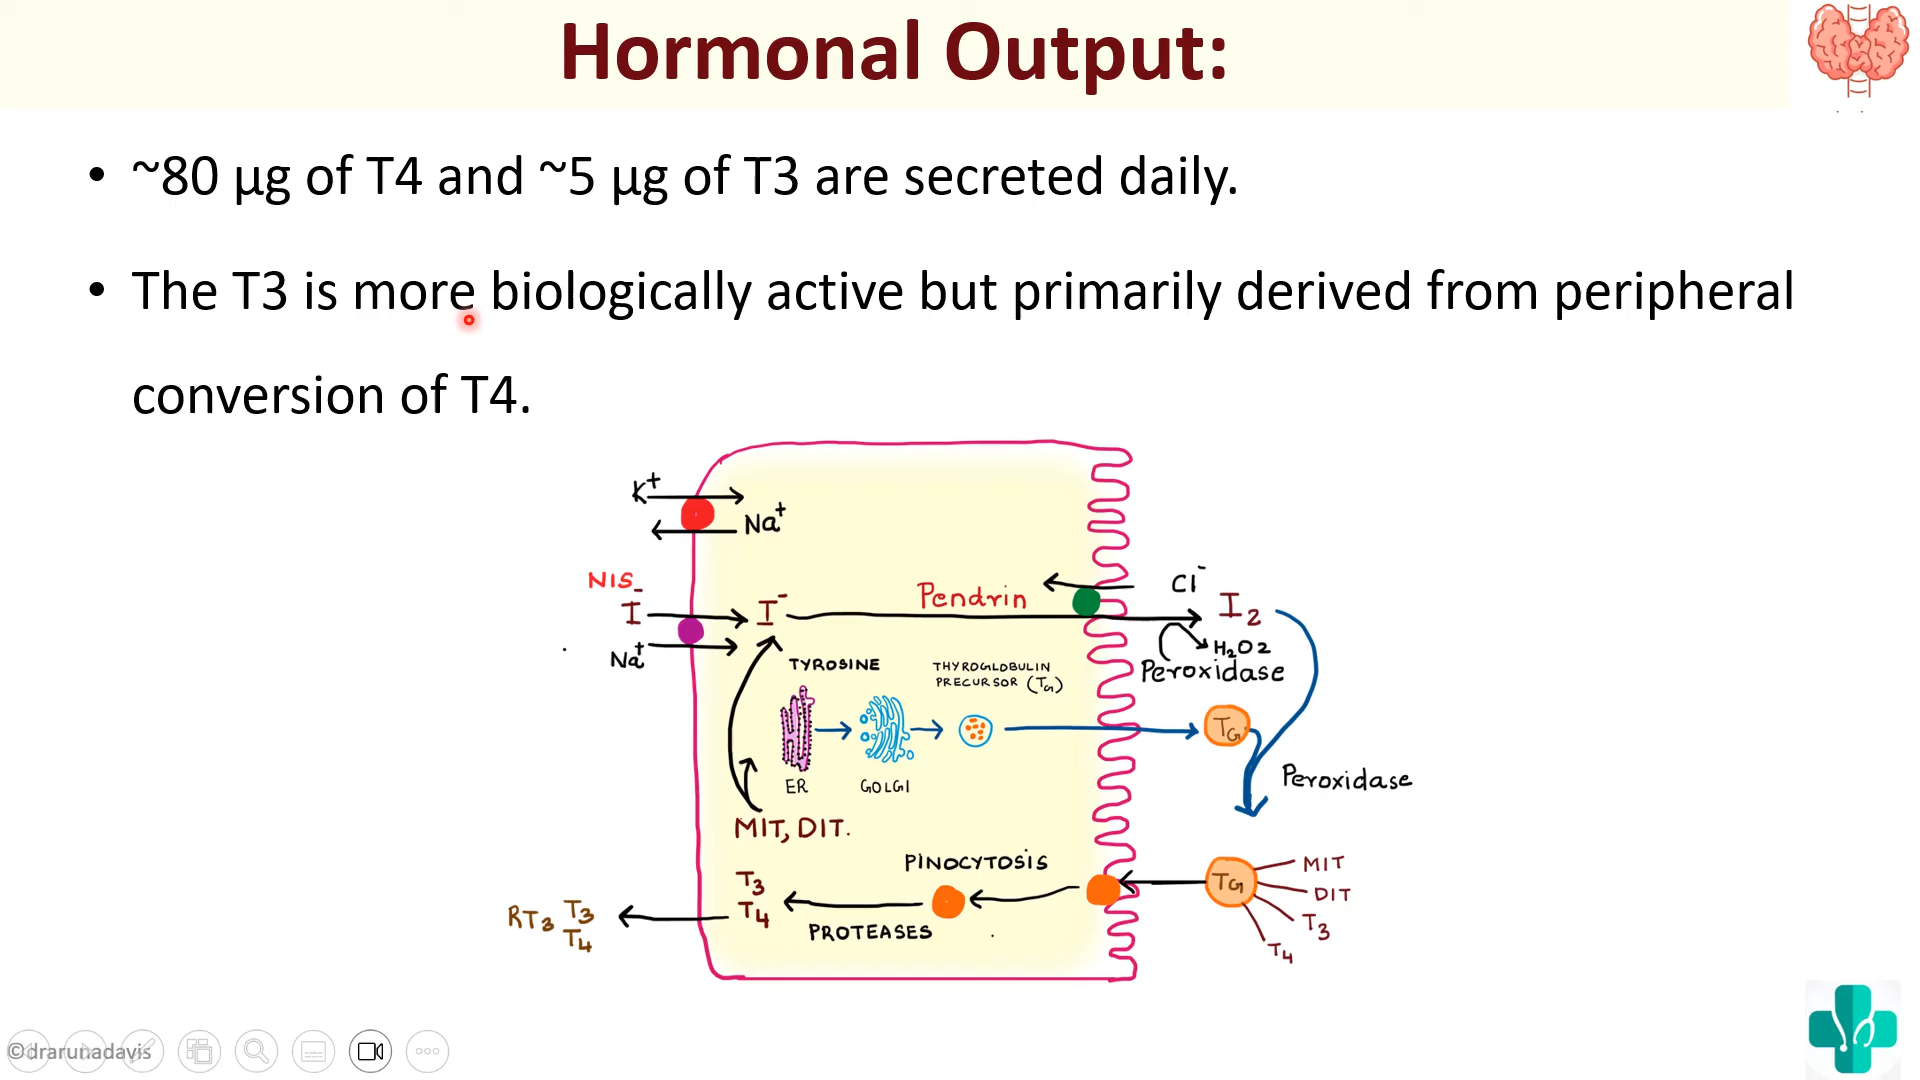 Hormonal Output:
• ~80 µg of T4 and ~5 µg of T3 are secreted daily.
• The T3 is more biologically active but primarily derived from peripheral
conversion of T4.
K+
Na+
NIS
I-
I-
Na+
Pendrin
Cl-
I2
H2O2
Peroxidase
TYROSINE
THYROGLOBULIN
PRECURSOR (TG)
TG
ER
GOLGI
Peroxidase
MIT, DIT.
PINOCYTOSIS
T3
T4
PROTEASES
RT3 T3
T4
TG
MIT
DIT
T3
T4
©drarunadavis